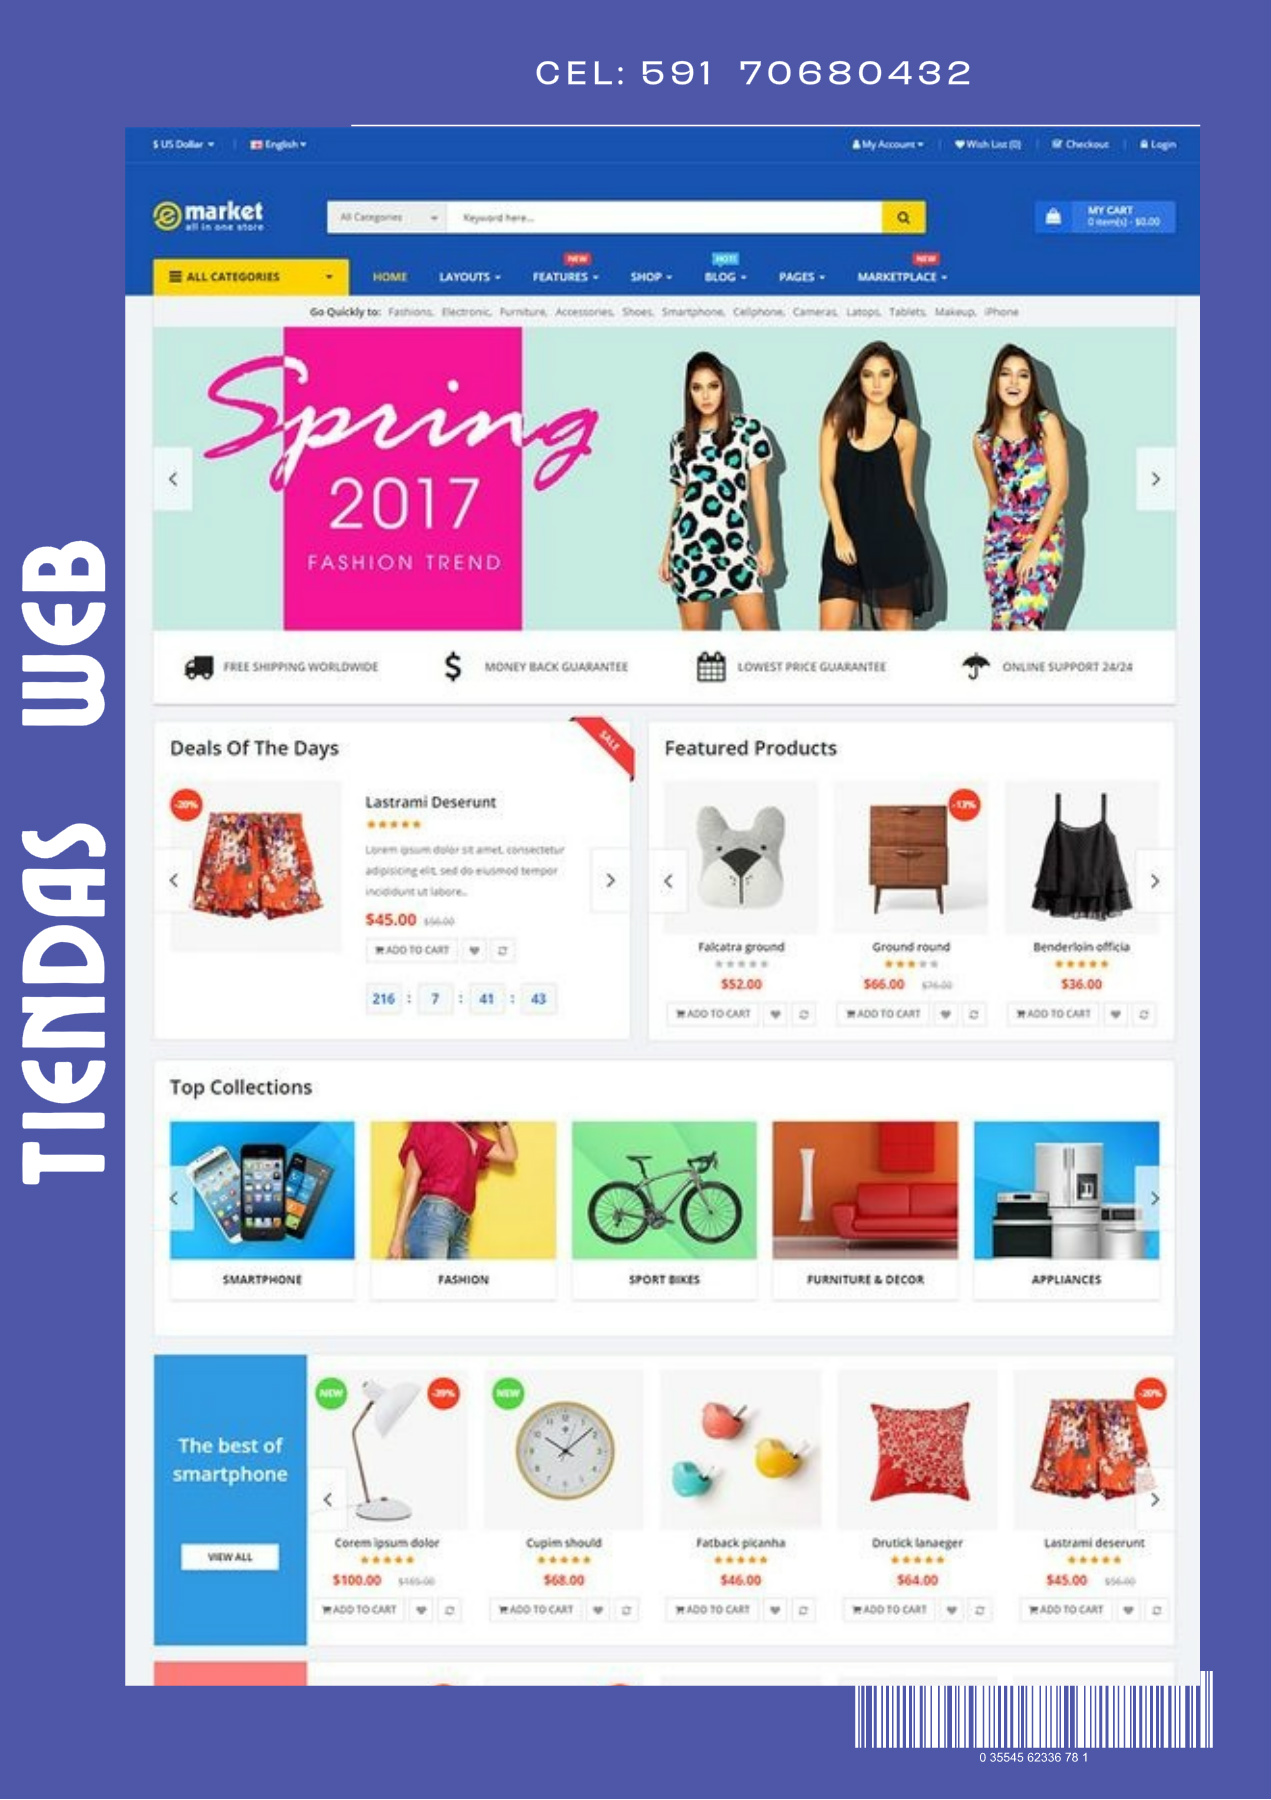 CEL: 591 70680432
$ US Dollar
English
My Account
Wish List (0)
Checkout
Login
e market
all in one store
All Categories
Keyword here...
MY CART
0 item(s) - $0.00
ALL CATEGORIES
HOME
LAYOUTS
NEW
FEATURES
SHOP
HOT!
BLOG
PAGES
NEW
MARKETPLACE
Go Quickly to: Fashions, Electronic, Furniture, Accessories, Shoes, Smartphone, Cellphone, Cameras, Latops, Tablets, Makeup, iPhone
Spring
2017
FASHION TREND
FREE SHIPPING WORLDWIDE
MONEY BACK GUARANTEE
LOWEST PRICE GUARANTEE
ONLINE SUPPORT 24/24
TIENDAS WEB
Deals Of The Days
SALE
-20%
Lastrami Deserunt
Lorem ipsum dolor sit amet, consectetur
adipisicing elit, sed do eiusmod tempor
incididunt ut labore...
$45.00 $56.00
ADD TO CART
216 : 7 : 41 : 43
Featured Products
-13%
Falcatra ground
$52.00
ADD TO CART
Ground round
$66.00 $76.00
ADD TO CART
Benderloin officia
$36.00
ADD TO CART
Top Collections
SMARTPHONE
FASHION
SPORT BIKES
FURNITURE & DECOR
APPLIANCES
The best of
smartphone
VIEW ALL
NEW
-39%
Corem ipsum dolor
$100.00 $165.00
ADD TO CART
NEW
Cupim should
$68.00
ADD TO CART
Fatback picanha
$46.00
ADD TO CART
Drutick lanaeger
$64.00
ADD TO CART
-20%
Lastrami deserunt
$45.00 $56.00
ADD TO CART
0 35545 62336 78 1